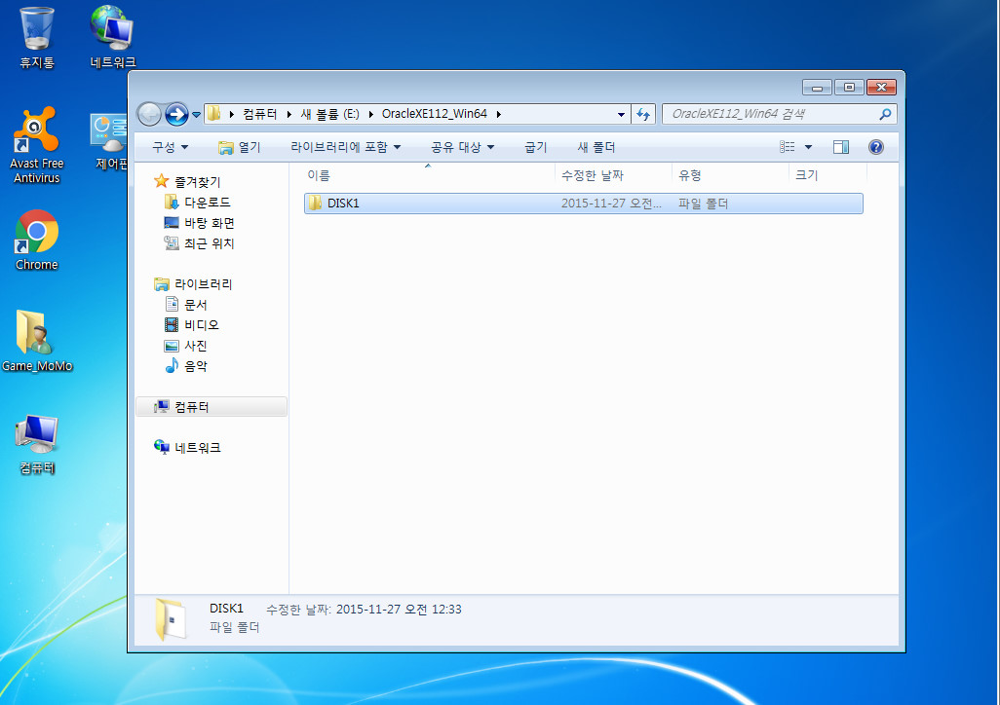 휴지통
네트워크
Avast Free
Antivirus
제어판
Chrome
Game_MoMo
컴퓨터
컴퓨터 새 볼륨 (E:) OracleXE112_Win64
OracleXE112_Win64 검색
구성 열기 라이브러리에 포함 공유 대상 굽기 새 폴더
즐겨찾기
다운로드
바탕 화면
최근 위치
라이브러리
문서
비디오
사진
음악
컴퓨터
네트워크
이름 수정한 날짜 유형 크기
DISK1 2015-11-27 오전... 파일 폴더
DISK1 수정한 날짜: 2015-11-27 오전 12:33
파일 폴더